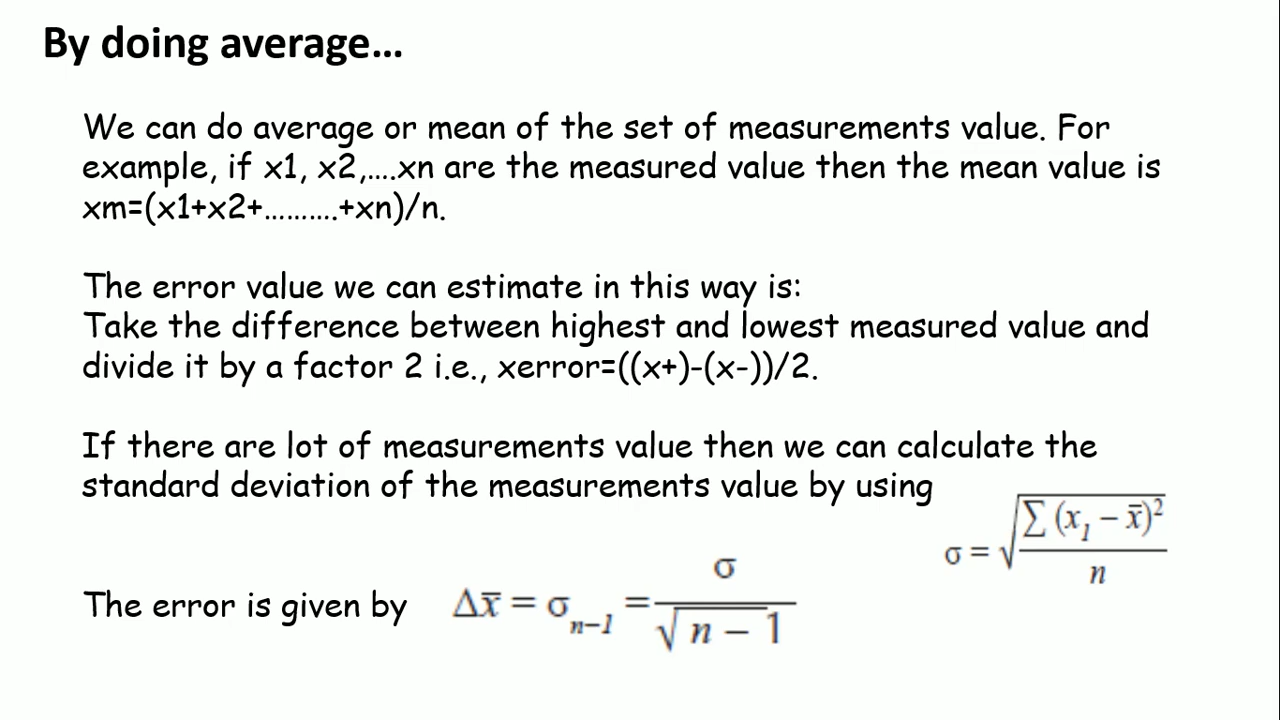 By doing average...
We can do average or mean of the set of measurements value. For
example, if x1, x2,....xn are the measured value then the mean value is
xm=(x1+x2+..........+xn)/n.
The error value we can estimate in this way is:
Take the difference between highest and lowest measured value and
divide it by a factor 2 i.e., xerror=((x+)-(x-))/2.
If there are lot of measurements value then we can calculate the
standard deviation of the measurements value by using
σ = √(∑ (x₁ − x̄)² / n)
The error is given by Δx̄ = σₙ₋₁ = σ / √(n − 1)